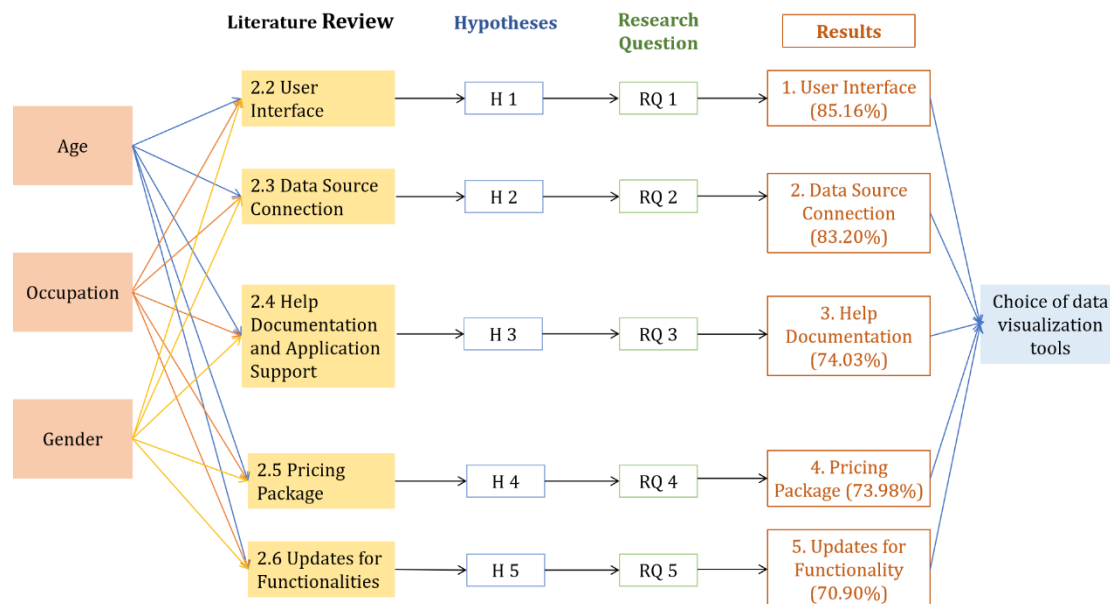 Literature Review
Hypotheses
Research
Question
Results
Age
Occupation
Gender
2.2 User
Interface
H 1
RQ 1
1. User Interface
(85.16%)
2.3 Data Source
Connection
H 2
RQ 2
2. Data Source
Connection
(83.20%)
2.4 Help
Documentation
and Application
Support
H 3
RQ 3
3. Help
Documentation
(74.03%)
2.5 Pricing
Package
H 4
RQ 4
4. Pricing
Package (73.98%)
2.6 Updates for
Functionalities
H 5
RQ 5
5. Updates for
Functionality
(70.90%)
Choice of data
visualization
tools